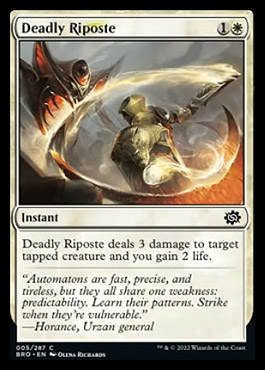 Deadly Riposte 1
Instant
Deadly Riposte deals 3 damage to target
tapped creature and you gain 2 life.
“Automatons are fast, precise, and
tireless, but they all share one weakness:
predictability. Learn their patterns. Strike
when they’re vulnerable.”
—Horance, Urzan general
005/287 C
BRO • EN Olena Richards
™ & © 2022 Wizards of the Coast